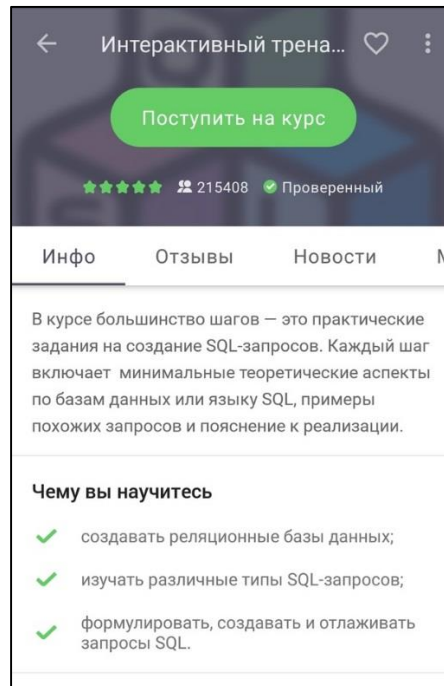 Интерактивный трена...
Поступить на курс
215408 Проверенный
Инфо Отзывы Новости
В курсе большинство шагов — это практические
задания на создание SQL-запросов. Каждый шаг
включает минимальные теоретические аспекты
по базам данных или языку SQL, примеры
похожих запросов и пояснение к реализации.
Чему вы научитесь
создавать реляционные базы данных;
изучать различные типы SQL-запросов;
формулировать, создавать и отлаживать
запросы SQL.